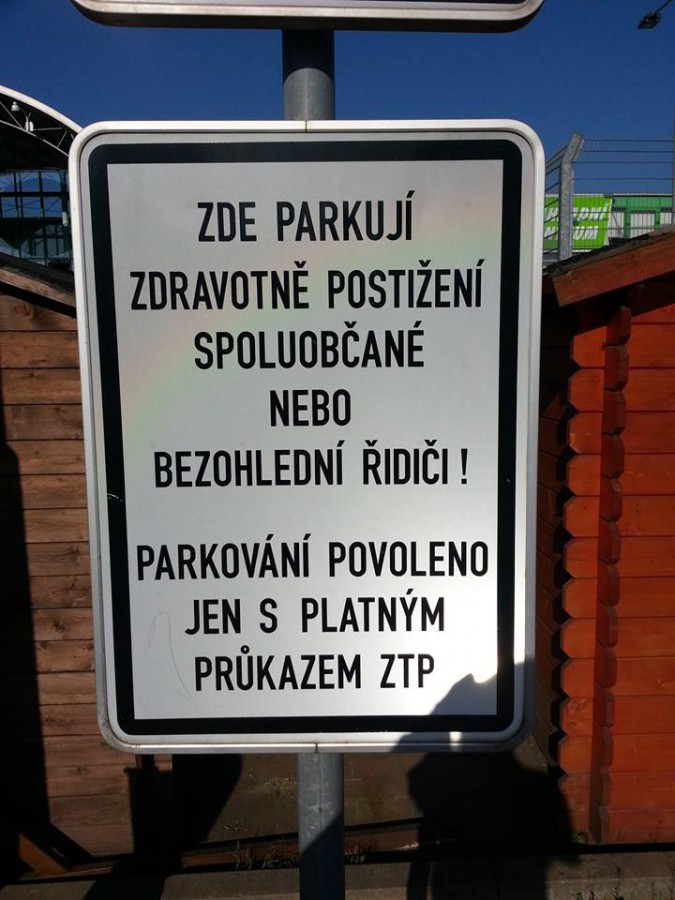 ZDE PARKUJÍ
ZDRAVOTNĚ POSTIŽENÍ
SPOLUOBČANÉ
NEBO
BEZOHLEDNÍ ŘIDIČI!
PARKOVÁNÍ POVOLENO
JEN S PLATNÝM
PRŮKAZEM ZTP